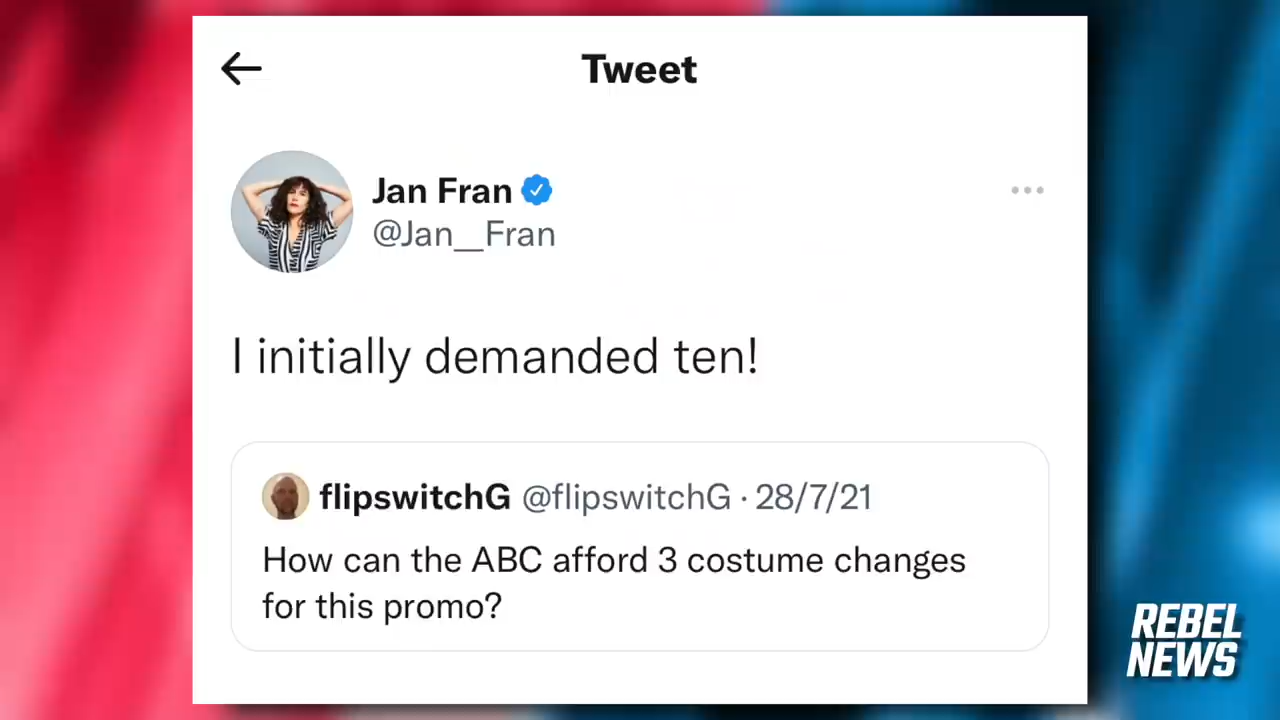 Tweet
Jan Fran
@Jan__Fran
I initially demanded ten!
flipswitchG @flipswitchG · 28/7/21
How can the ABC afford 3 costume changes
for this promo?
REBEL
NEWS